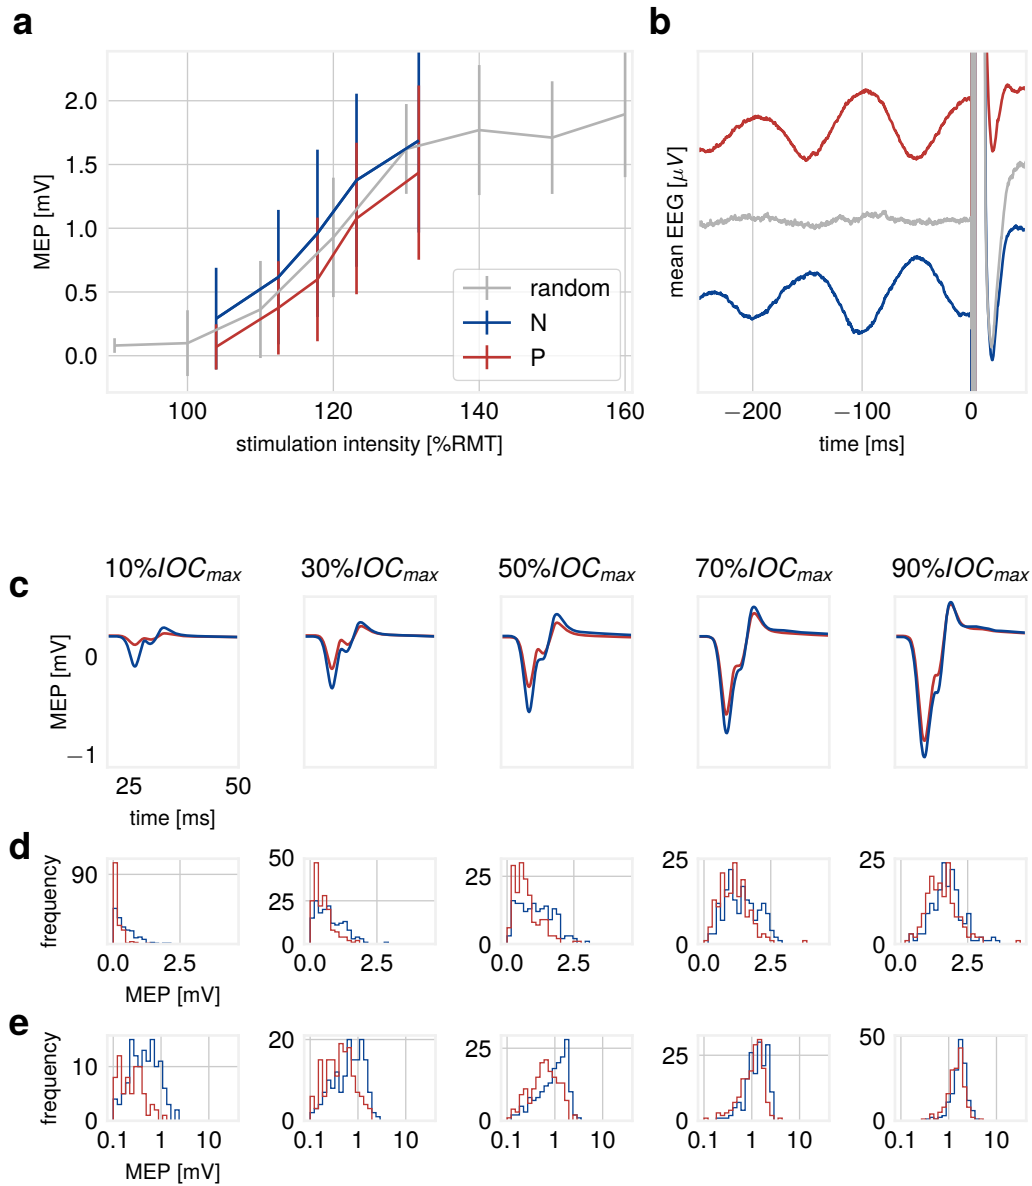 a
2.0
1.5
1.0
0.5
0.0
MEP [mV]
100
120
140
160
stimulation intensity [%RMT]
random
N
P
b
mean EEG [μV]
−200
−100
0
time [ms]
c
10%IOCmax
30%IOCmax
50%IOCmax
70%IOCmax
90%IOCmax
MEP [mV]
0
−1
25
50
time [ms]
d
frequency
90
50
25
0
25
0
25
0
25
0
0.0
2.5
0.0
2.5
0.0
2.5
0.0
2.5
0.0
2.5
MEP [mV]
e
frequency
10
0
20
0
25
0
25
0
50
0
0.1
1
10
0.1
1
10
0.1
1
10
0.1
1
10
0.1
1
10
MEP [mV]